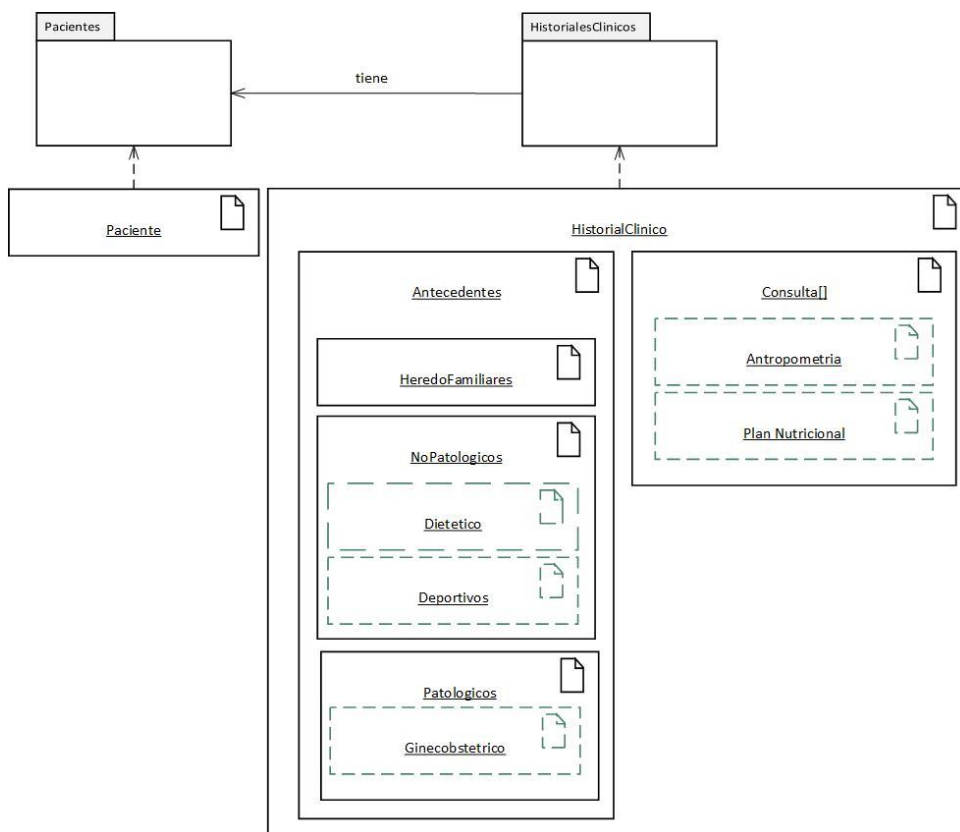 Pacientes
HistorialesClinicos
tiene
Paciente
HistorialClinico
Antecedentes
HeredoFamiliares
NoPatologicos
Dietetico
Deportivos
Patologicos
Ginecobstetrico
Consulta[]
Antropometria
Plan Nutricional